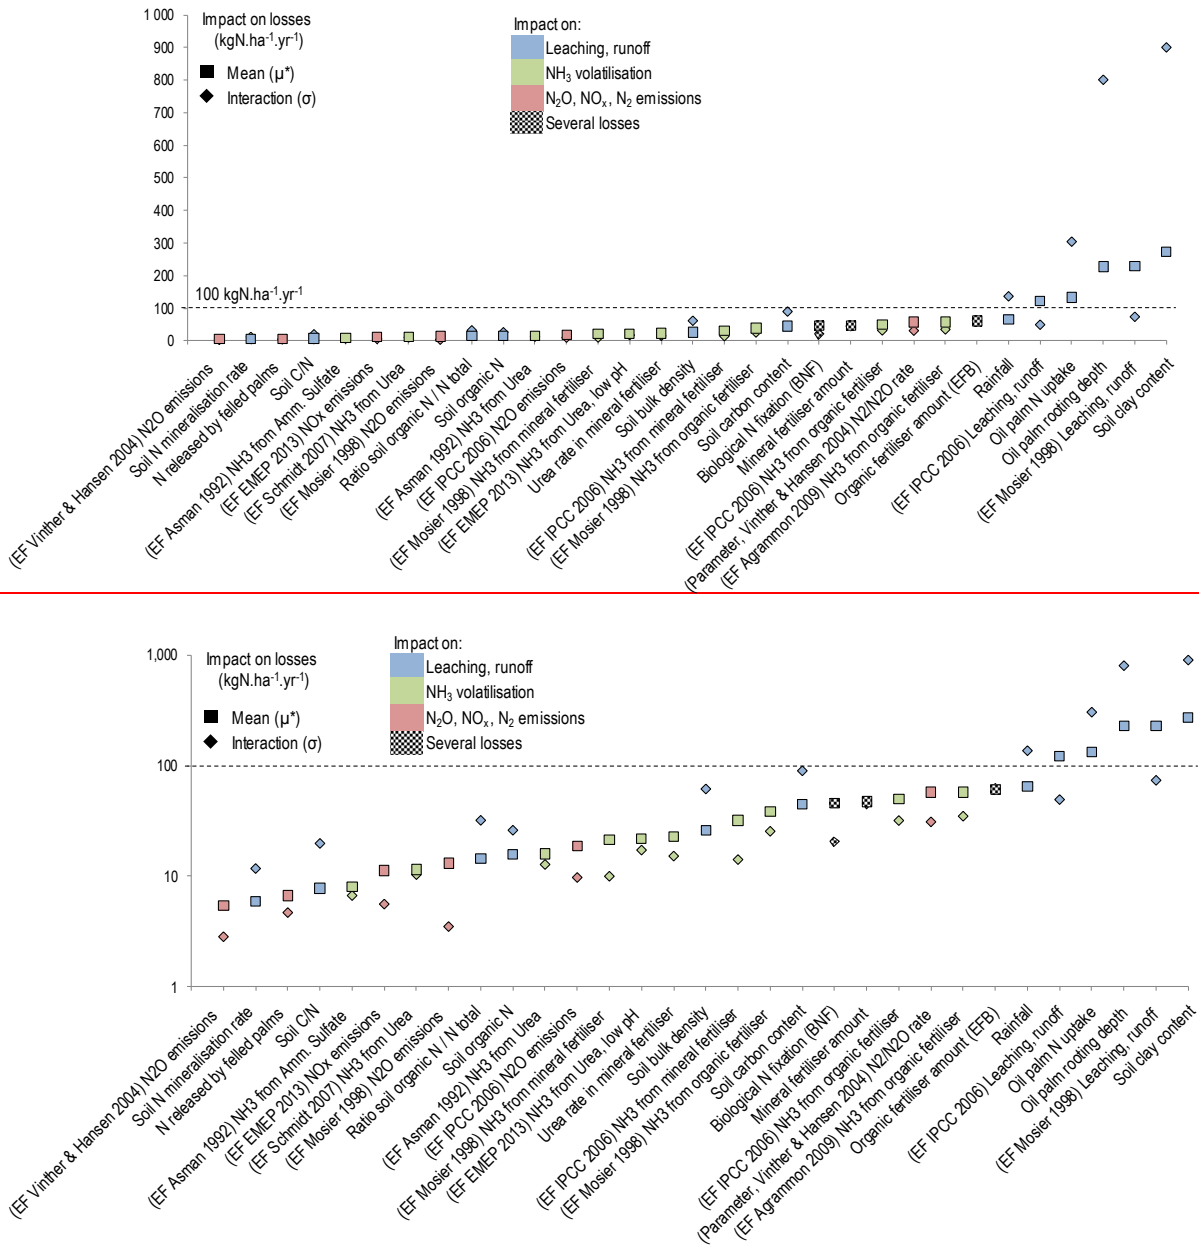 Impact on losses
(kgN.ha-1.yr-1)
Mean (μ*)
Interaction (σ)
Impact on:
Leaching, runoff
NH3 volatilisation
N2O, NOx, N2 emissions
Several losses
1 000
900
800
700
600
500
400
300
200
100
0
100 kgN.ha-1.yr-1
(EF Vinther & Hansen 2004) N2O emissions
Soil N mineralisation rate
N released by felled palms
Soil C/N
(EF Asman 1992) NH3 from Amm. Sulfate
(EF EMEP 2013) NOx emissions
(EF Schmidt 2007) NH3 from Urea
(EF Mosier 1998) N2O emissions
Ratio soil organic N / N total
Soil organic N
(EF Asman 1992) NH3 from Urea
(EF IPCC 2006) N2O emissions
(EF Mosier 1998) NH3 from mineral fertiliser
(EF EMEP 2013) NH3 from Urea, low pH
Urea rate in mineral fertiliser
Soil bulk density
(EF IPCC 2006) NH3 from mineral fertiliser
(EF Mosier 1998) NH3 from organic fertiliser
Soil carbon content
Biological N fixation (BNF)
Mineral fertiliser amount
(EF IPCC 2006) NH3 from organic fertiliser
(Parameter, Vinther & Hansen 2004) N2/N2O rate
(EF Agrammon 2009) NH3 from organic fertiliser
Organic fertiliser amount (EFB)
Rainfall
(EF IPCC 2006) Leaching, runoff
Oil palm N uptake
Oil palm rooting depth
(EF Mosier 1998) Leaching, runoff
Soil clay content
Impact on losses
(kgN.ha-1.yr-1)
Mean (μ*)
Interaction (σ)
Impact on:
Leaching, runoff
NH3 volatilisation
N2O, NOx, N2 emissions
Several losses
1,000
100
10
1
(EF Vinther & Hansen 2004) N2O emissions
Soil N mineralisation rate
N released by felled palms
Soil C/N
(EF Asman 1992) NH3 from Amm. Sulfate
(EF EMEP 2013) NOx emissions
(EF Schmidt 2007) NH3 from Urea
(EF Mosier 1998) N2O emissions
Ratio soil organic N / N total
Soil organic N
(EF Asman 1992) NH3 from Urea
(EF IPCC 2006) N2O emissions
(EF Mosier 1998) NH3 from mineral fertiliser
(EF EMEP 2013) NH3 from Urea, low pH
Urea rate in mineral fertiliser
Soil bulk density
(EF IPCC 2006) NH3 from mineral fertiliser
(EF Mosier 1998) NH3 from organic fertiliser
Soil carbon content
Biological N fixation (BNF)
Mineral fertiliser amount
(EF IPCC 2006) NH3 from organic fertiliser
(Parameter, Vinther & Hansen 2004) N2/N2O rate
(EF Agrammon 2009) NH3 from organic fertiliser
Organic fertiliser amount (EFB)
Rainfall
(EF IPCC 2006) Leaching, runoff
Oil palm N uptake
Oil palm rooting depth
(EF Mosier 1998) Leaching, runoff
Soil clay content